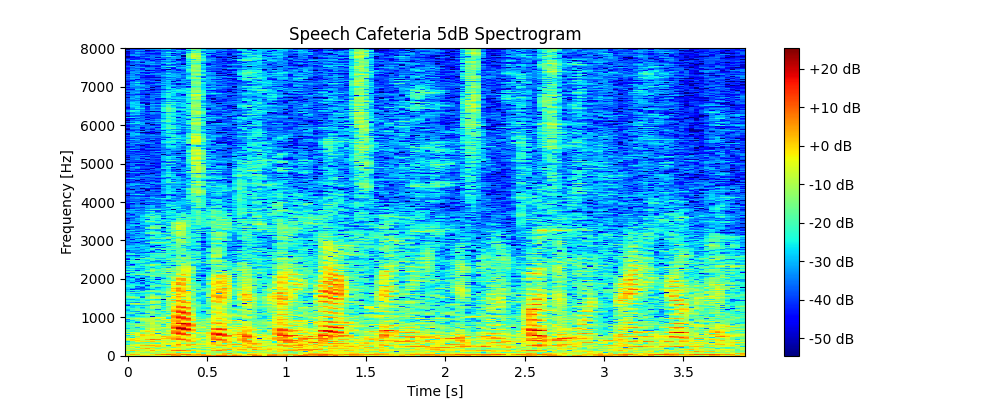 Speech Cafeteria 5dB Spectrogram
8000
7000
6000
5000
4000
3000
2000
1000
0
Frequency [Hz]
0 0.5 1 1.5 2 2.5 3 3.5
Time [s]
+20 dB
+10 dB
+0 dB
-10 dB
-20 dB
-30 dB
-40 dB
-50 dB